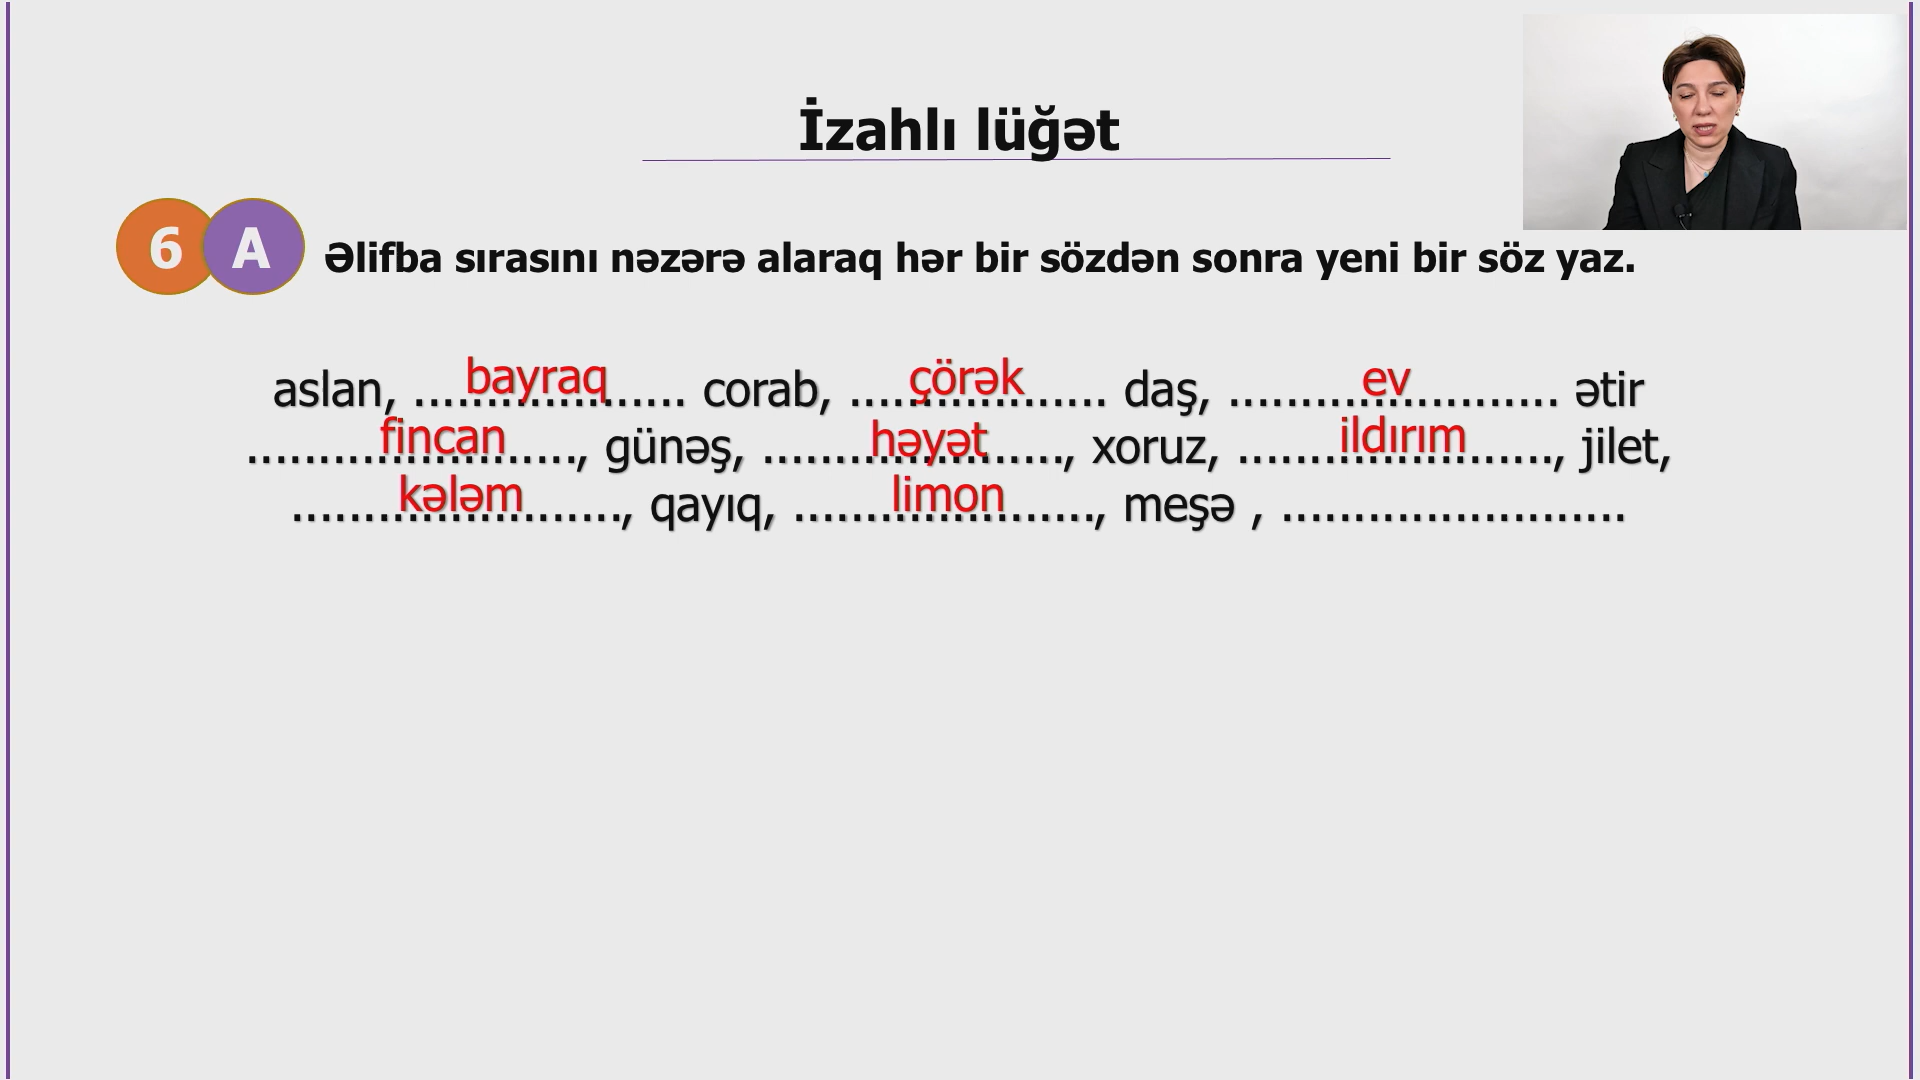 İzahlı lüğət
6 A Əlifba sırasını nəzərə alaraq hər bir sözdən sonra yeni bir söz yaz.
aslan, bayraq corab, çörək daş, ev ətir
fincan, günəş, həyət, xoruz, ildırım, jilet,
kələm, qayıq, limon, meşə , ........................